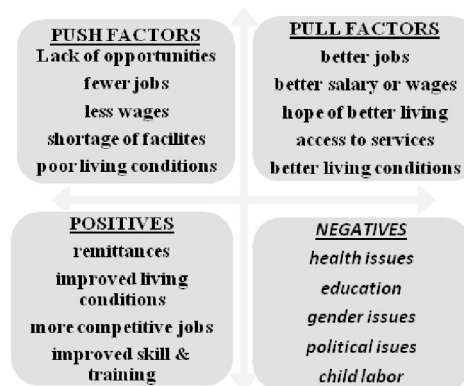 PUSH FACTORS
Lack of opportunities
fewer jobs
less wages
shortage of facilites
poor living conditions
PULL FACTORS
better jobs
better salary or wages
hope of better living
access to services
better living conditions
POSITIVES
remittances
improved living
conditions
more competitive jobs
improved skill &
training
NEGATIVES
health issues
education
gender issues
political isues
child labor